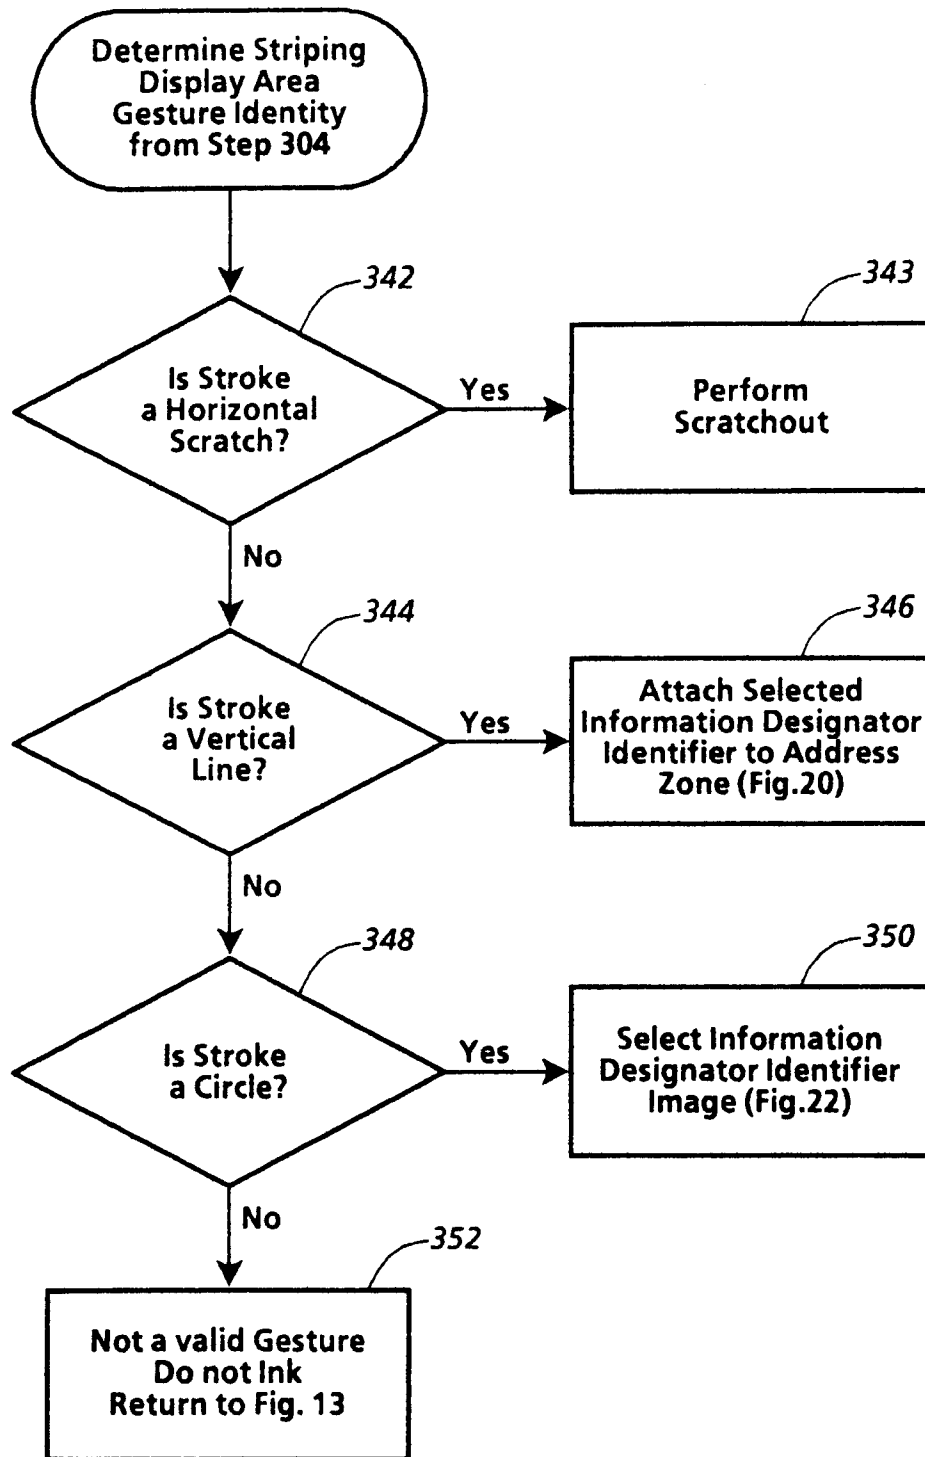 Determine Striping
Display Area
Gesture Identity
from Step 304
342
343
Is Stroke
a Horizontal
Scratch?
Yes
Perform
Scratchout
No
344
346
Is Stroke
a Vertical
Line?
Yes
Attach Selected
Information Designator
Identifier to Address
Zone (Fig.20)
No
348
350
Is Stroke
a Circle?
Yes
Select Information
Designator Identifier
Image (Fig.22)
No
352
Not a valid Gesture
Do not Ink
Return to Fig. 13